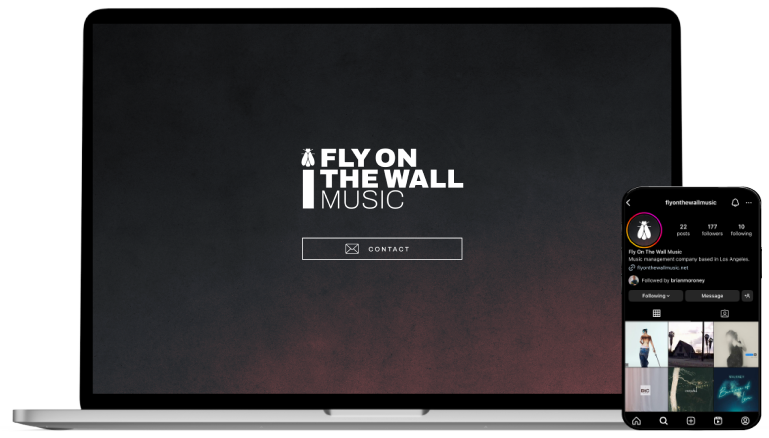 FLY ON
THE WALL
MUSIC
CONTACT
flyonthewallmusic
22 177 10
posts followers following
Fly On The Wall Music
Music management company based in Los Angeles.
flyonthewallmusic.net
Followed by brianmoroney
Following Message